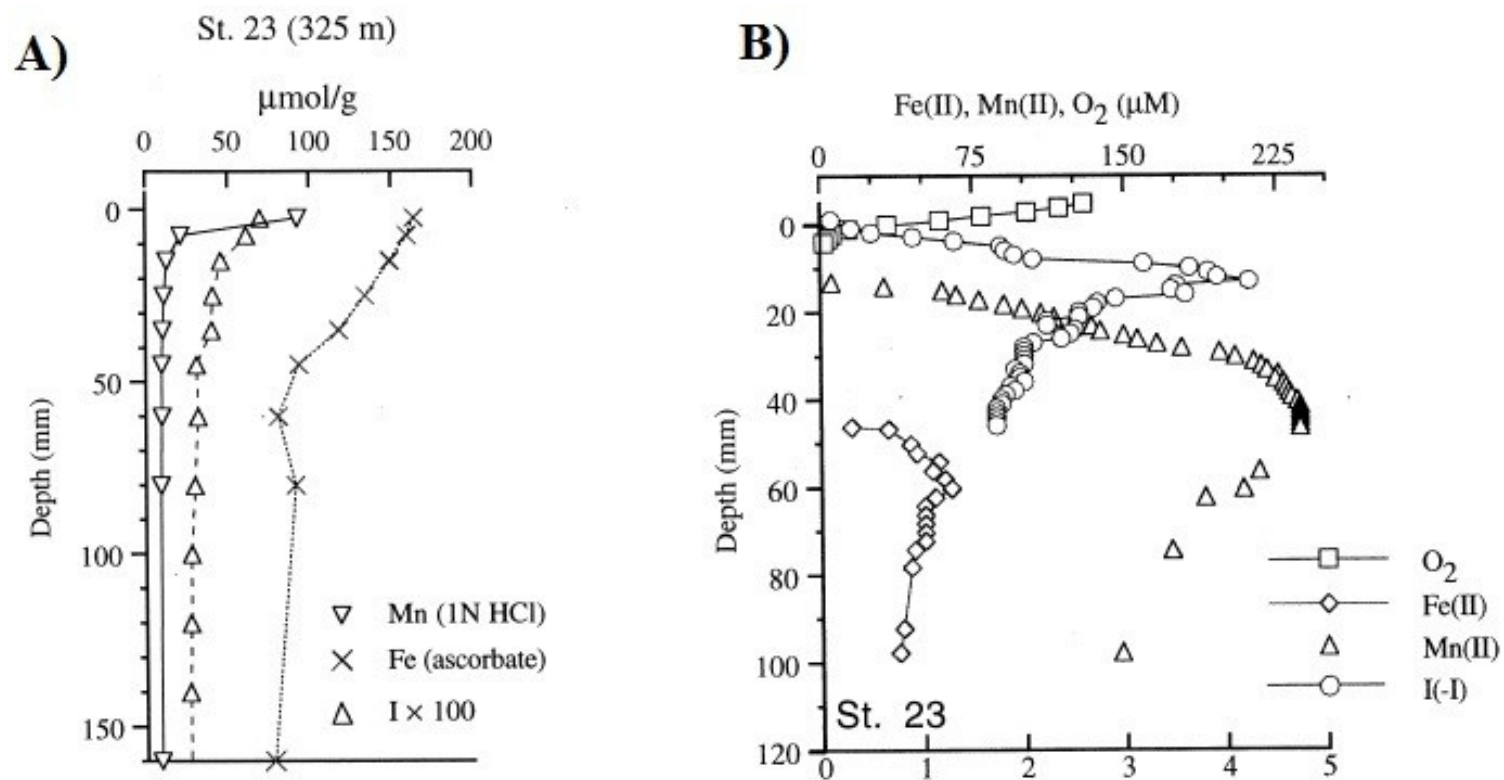 A)
St. 23 (325 m)
μmol/g
0 50 100 150 200
Depth (mm)
0
50
100
150
Mn (1N HCl)
Fe (ascorbate)
I × 100
B)
Fe(II), Mn(II), O2 (μM)
0 75 150 225
Depth (mm)
0
20
40
60
80
100
120
O2
Fe(II)
Mn(II)
I(-I)
St. 23
0 1 2 3 4 5